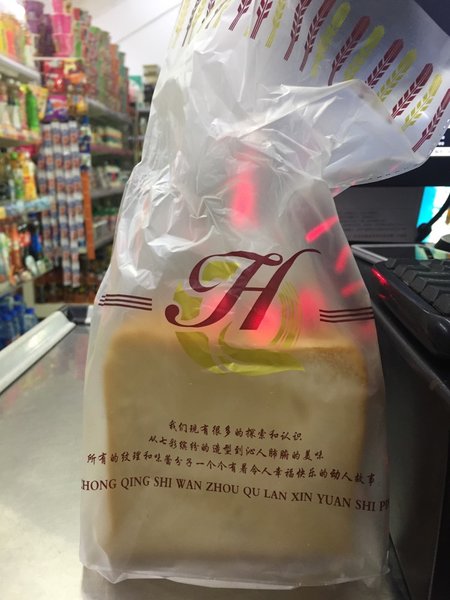 H
我们现有很多的探索和认识
从七彩缤纷的造型到沁人肺腑的美味
所有的纹理和味蕾分子一个个有着令人幸福快乐的动人故事
CHONG QING SHI WAN ZHOU QU LAN XIN YUAN SHI P